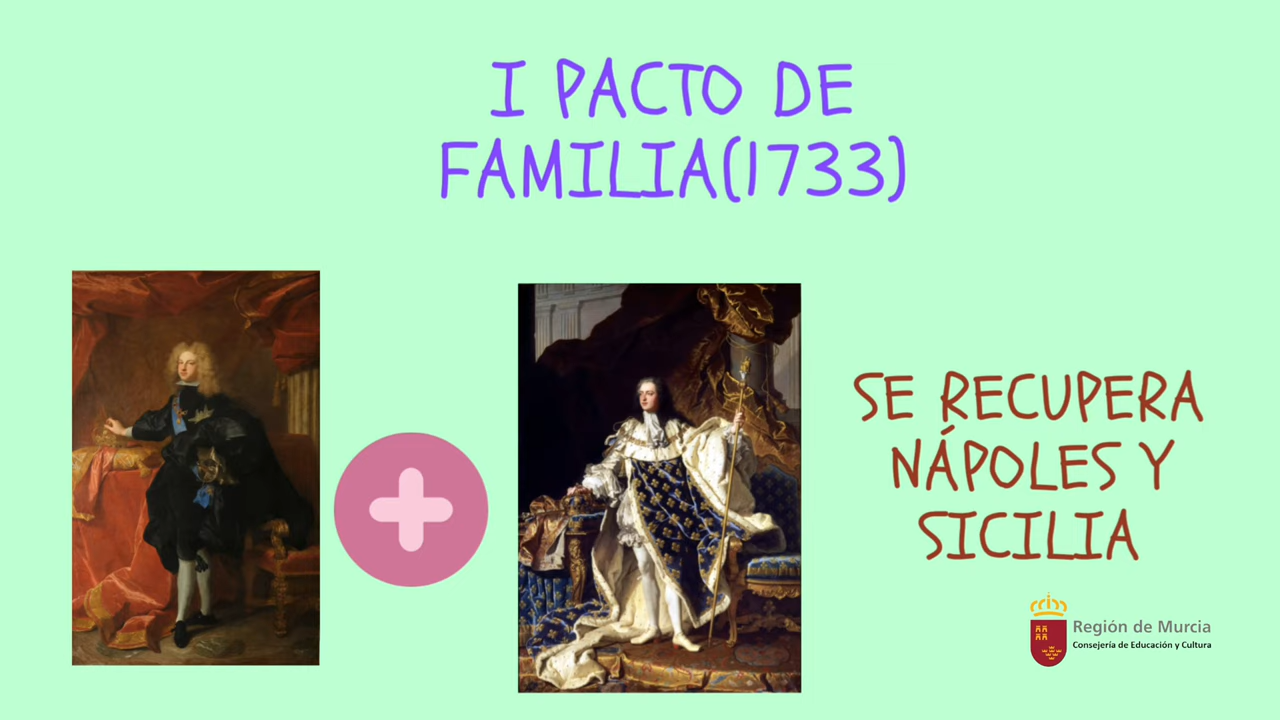 I PACTO DE
FAMILIA(1733)
SE RECUPERA
NÁPOLES Y
SICILIA
Región de Murcia
Consejería de Educación y Cultura